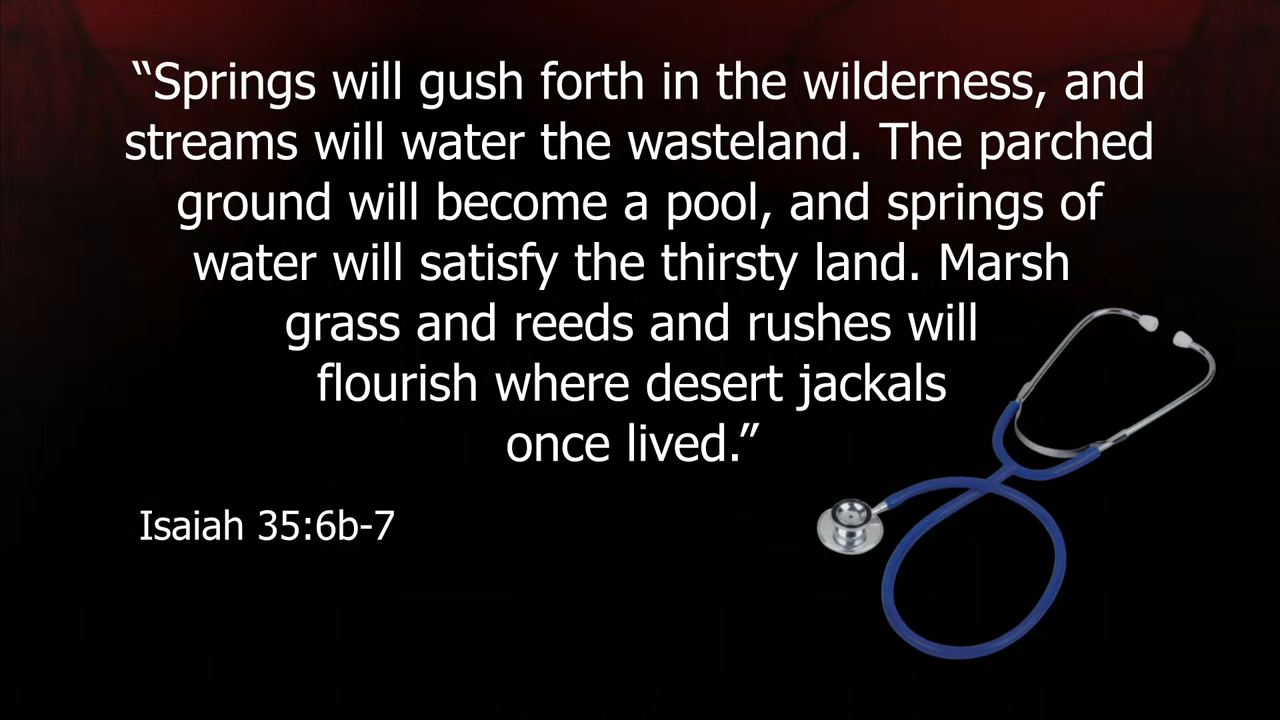 “Springs will gush forth in the wilderness, and
streams will water the wasteland. The parched
ground will become a pool, and springs of
water will satisfy the thirsty land. Marsh
grass and reeds and rushes will
flourish where desert jackals
once lived.”
Isaiah 35:6b-7